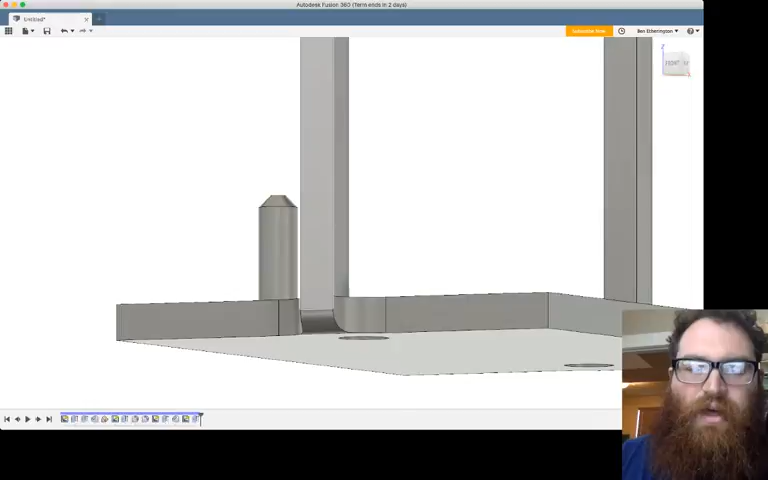 Autodesk Fusion 360 (Term ends in 2 days)
Untitled*
Subscribe Now
Ben Etherington
Z
FRONT